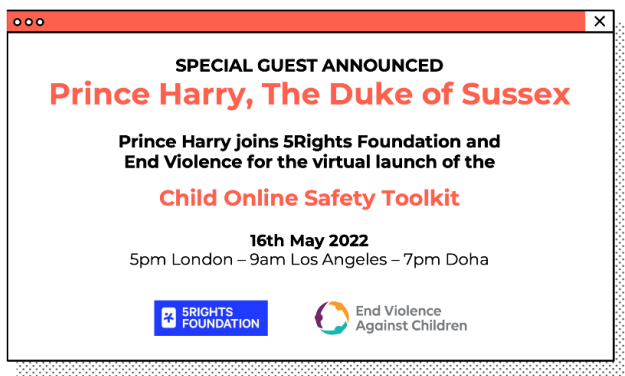 SPECIAL GUEST ANNOUNCED
Prince Harry, The Duke of Sussex
Prince Harry joins 5Rights Foundation and
End Violence for the virtual launch of the
Child Online Safety Toolkit
16th May 2022
5pm London – 9am Los Angeles – 7pm Doha
5RIGHTS
FOUNDATION
End Violence
Against Children